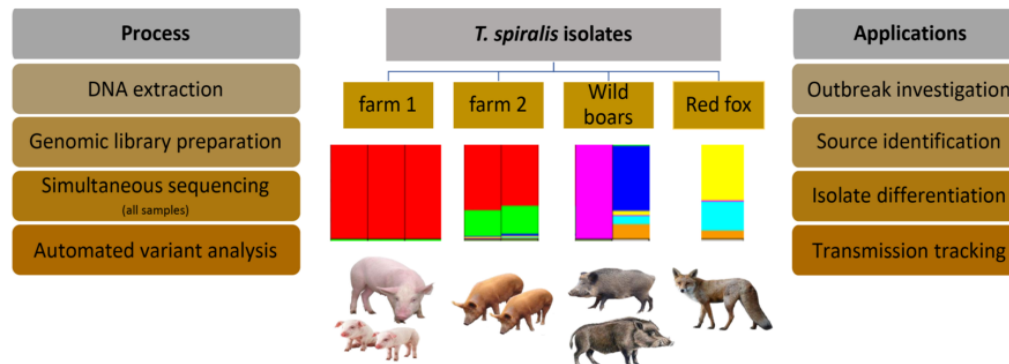 Process
DNA extraction
Genomic library preparation
Simultaneous sequencing
(all samples)
Automated variant analysis
T. spiralis isolates
farm 1
farm 2
Wild
boars
Red fox
Applications
Outbreak investigation
Source identification
Isolate differentiation
Transmission tracking